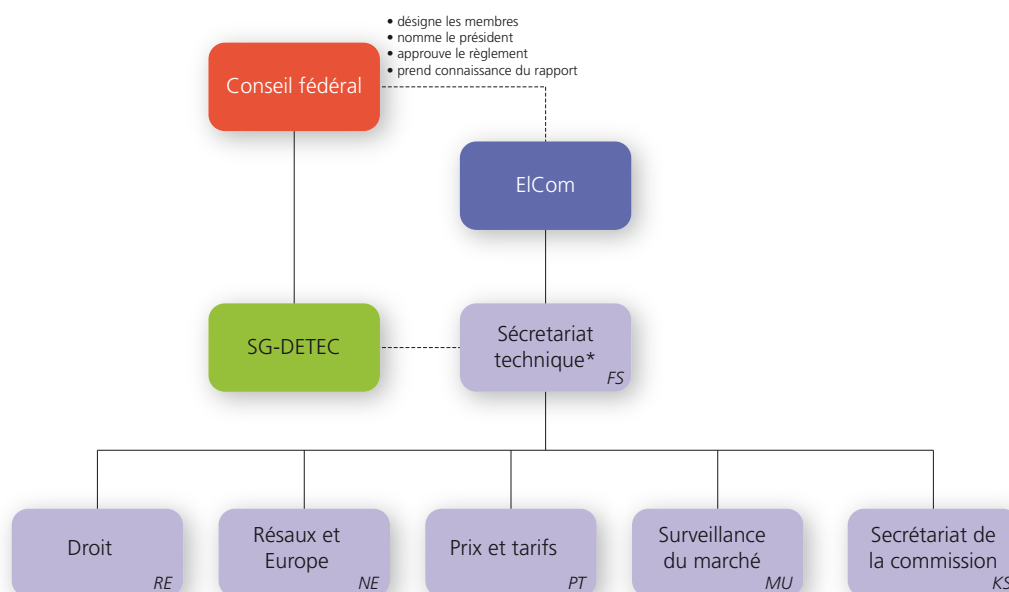 • désigne les membres
• nomme le président
• approuve le règlement
• prend connaissance du rapport
Conseil fédéral
ElCom
SG-DETEC
Sécretariat
technique*
FS
Droit
RE
Résaux et
Europe
NE
Prix et tarifs
PT
Surveillance
du marché
MU
Secrétariat de
la commission
KS